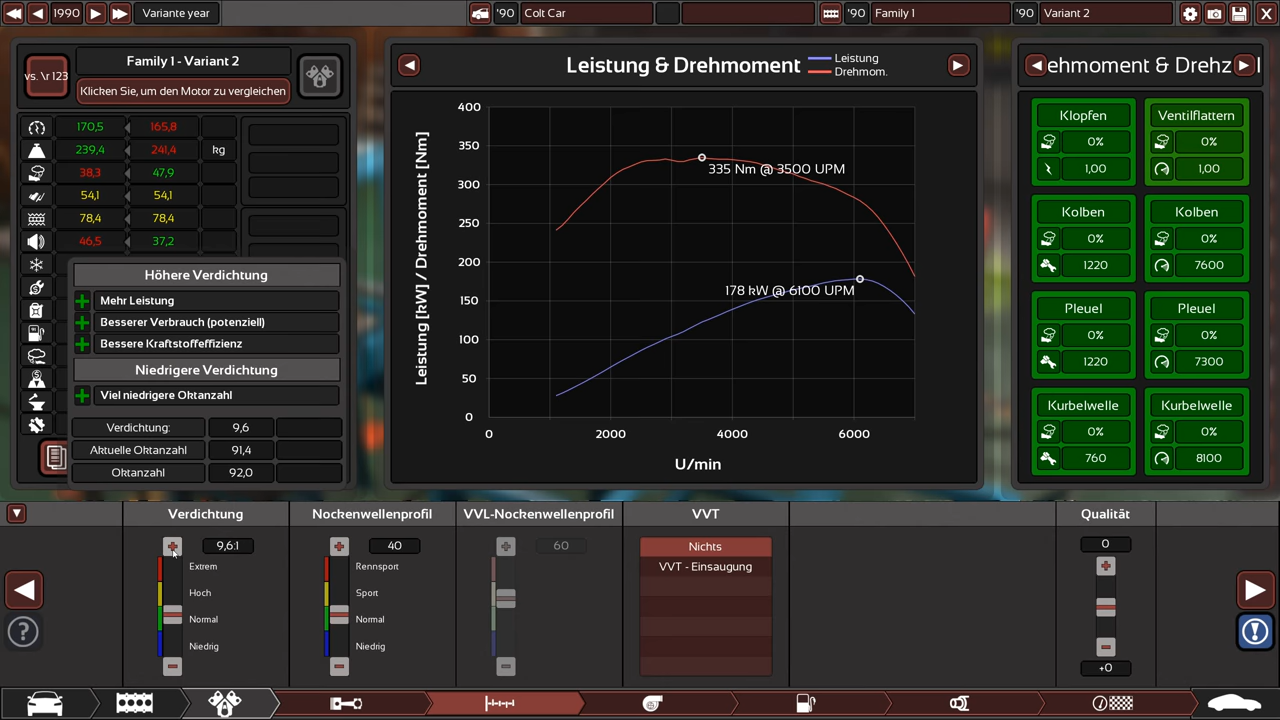 1990
Variante year
'90
Colt Car
'90
Family 1
'90
Variant 2
vs. \r 123
Family 1 - Variant 2
Klicken Sie, um den Motor zu vergleichen
170,5
165,8
239,4
241,4
kg
38,3
47,9
54,1
54,1
78,4
78,4
46,5
37,2
Höhere Verdichtung
Mehr Leistung
Besserer Verbrauch (potenziell)
Bessere Kraftstoffeffizienz
Niedrigere Verdichtung
Viel niedrigere Oktanzahl
Verdichtung:
9,6
Aktuelle Oktanzahl
91,4
Oktanzahl
92,0
Leistung & Drehmoment
Leistung
Drehmom.
Leistung [kW] / Drehmoment [Nm]
400
350
300
250
200
150
100
50
0
335 Nm @ 3500 UPM
178 kW @ 6100 UPM
0
2000
4000
6000
U/min
ehmoment & Drehz
Klopfen
0%
1,00
Ventilflattern
0%
1,00
Kolben
0%
1220
Kolben
0%
7600
Pleuel
0%
1220
Pleuel
0%
7300
Kurbelwelle
0%
760
Kurbelwelle
0%
8100
Verdichtung
9,6:1
Extrem
Hoch
Normal
Niedrig
Nockenwellenprofil
40
Rennsport
Sport
Normal
Niedrig
VVL-Nockenwellenprofil
60
VVT
Nichts
VVT - Einsaugung
Qualität
0
+0